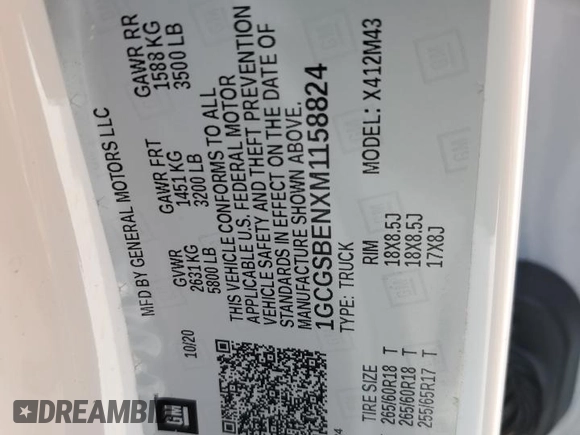 MFD BY GENERAL MOTORS LLC
10/20
GVWR GAWR FRT GAWR RR
2631 KG 1451 KG 1588 KG
5800 LB 3200 LB 3500 LB
THIS VEHICLE CONFORMS TO ALL
APPLICABLE U.S. FEDERAL MOTOR
VEHICLE SAFETY AND THEFT PREVENTION
STANDARDS IN EFFECT ON THE DATE OF
MANUFACTURE SHOWN ABOVE.
1GCGSBENXM1158824
TYPE: TRUCK MODEL: X412M43
TIRE SIZE RIM
265/60R18 T 18X8.5J
265/60R18 T 18X8.5J
255/65R17 T 17X8J
GM
DREAMBI